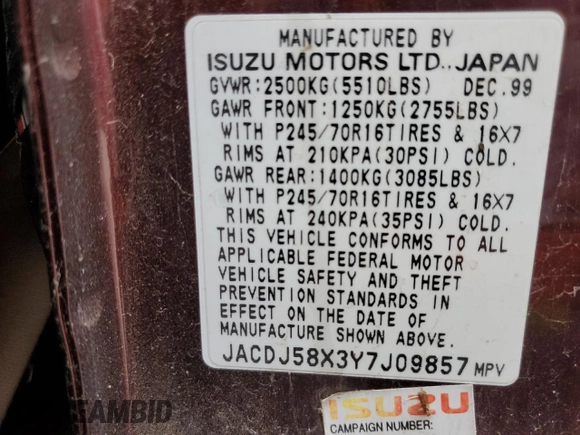 MANUFACTURED BY
ISUZU MOTORS LTD., JAPAN
GVWR:2500KG(5510LBS) DEC.99
GAWR FRONT:1250KG(2755LBS)
WITH P245/70R16TIRES & 16X7
RIMS AT 210KPA(30PSI) COLD.
GAWR REAR:1400KG(3085LBS)
WITH P245/70R16TIRES & 16X7
RIMS AT 240KPA(35PSI) COLD.
THIS VEHICLE CONFORMS TO ALL
APPLICABLE FEDERAL MOTOR
VEHICLE SAFETY AND THEFT
PREVENTION STANDARDS IN
EFFECT ON THE DATE OF
MANUFACTURE SHOWN ABOVE.
JACDJ58X3Y7J09857 MPV
ISUZU
CAMPAIGN NUMBER: